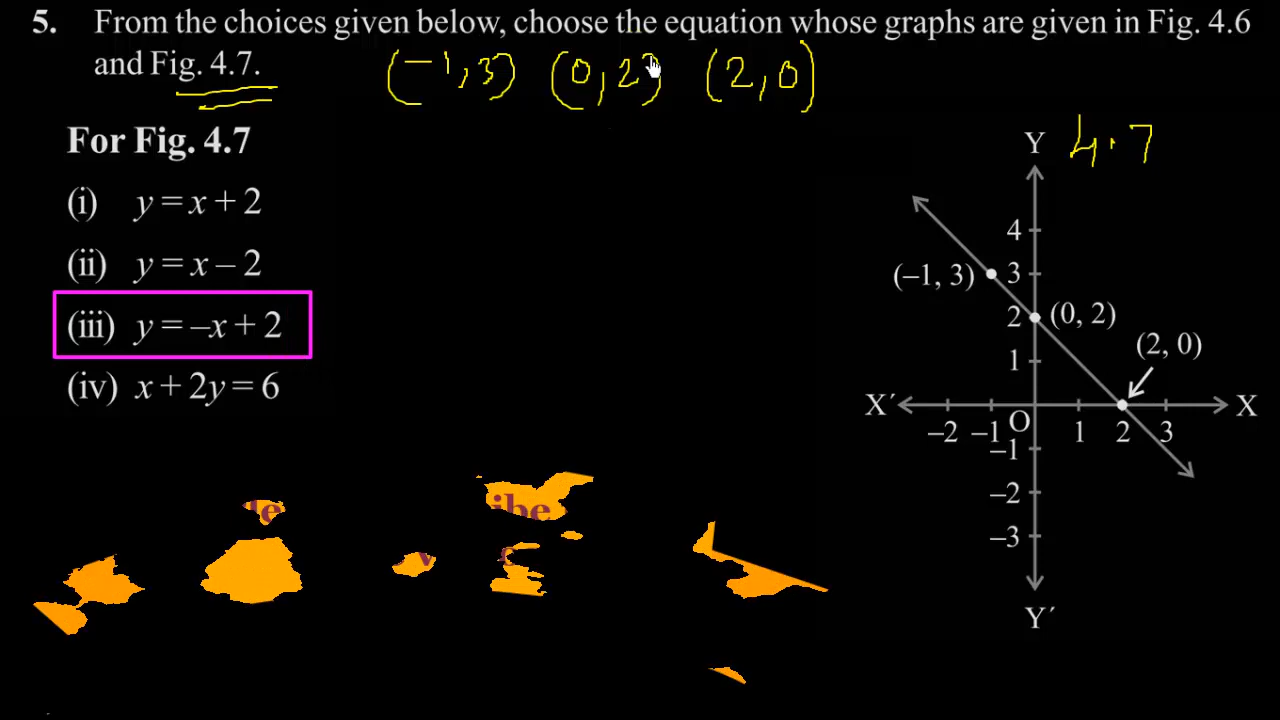 5. From the choices given below, choose the equation whose graphs are given in Fig. 4.6
and Fig. 4.7.
(-1,3) (0,2) (2,0)
For Fig. 4.7
(i) y = x + 2
(ii) y = x – 2
(iii) y = –x + 2
(iv) x + 2y = 6
4.7
Y
4
(–1, 3) 3
2 (0, 2)
(2, 0)
1
X´ X
–2 –1 O 1 2 3
–1
–2
–3
Y´
ibe